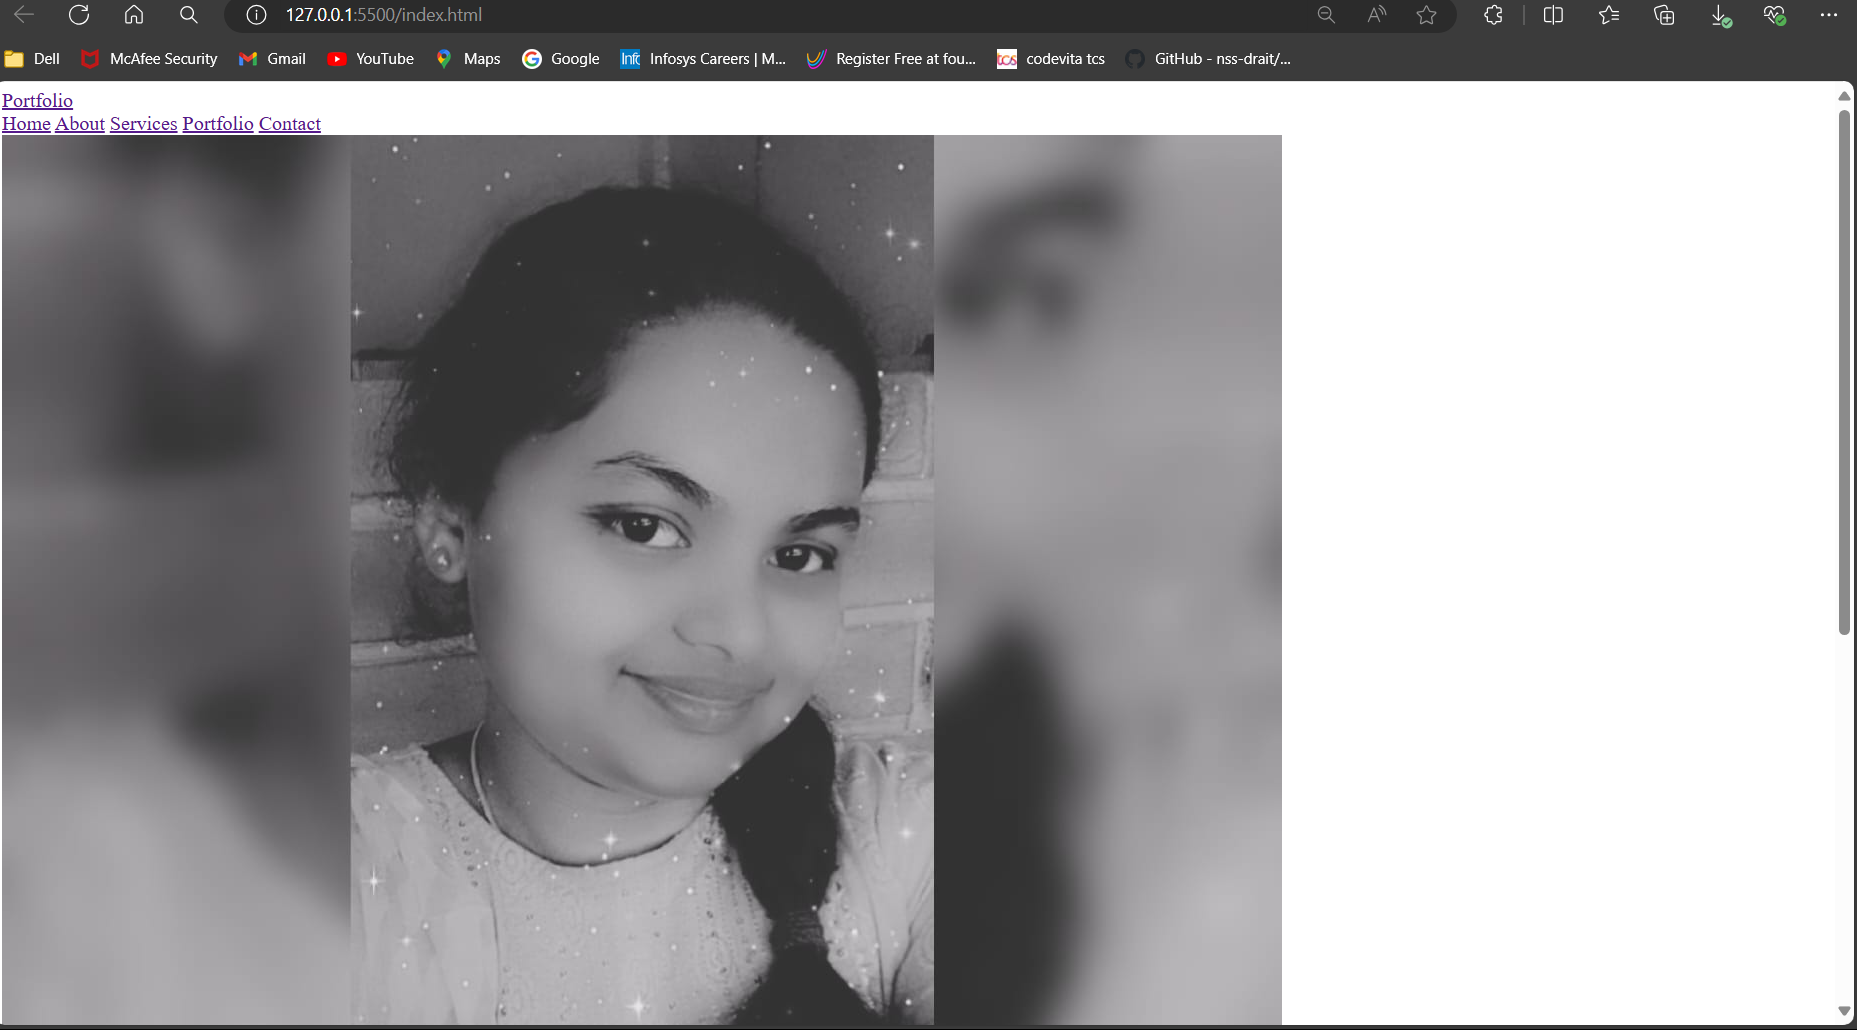 127.0.0.1:5500/index.html
Dell McAfee Security Gmail YouTube Maps Google Infosys Careers | M... Register Free at fou... codevita tcs GitHub - nss-drait/...
Portfolio
Home About Services Portfolio Contact